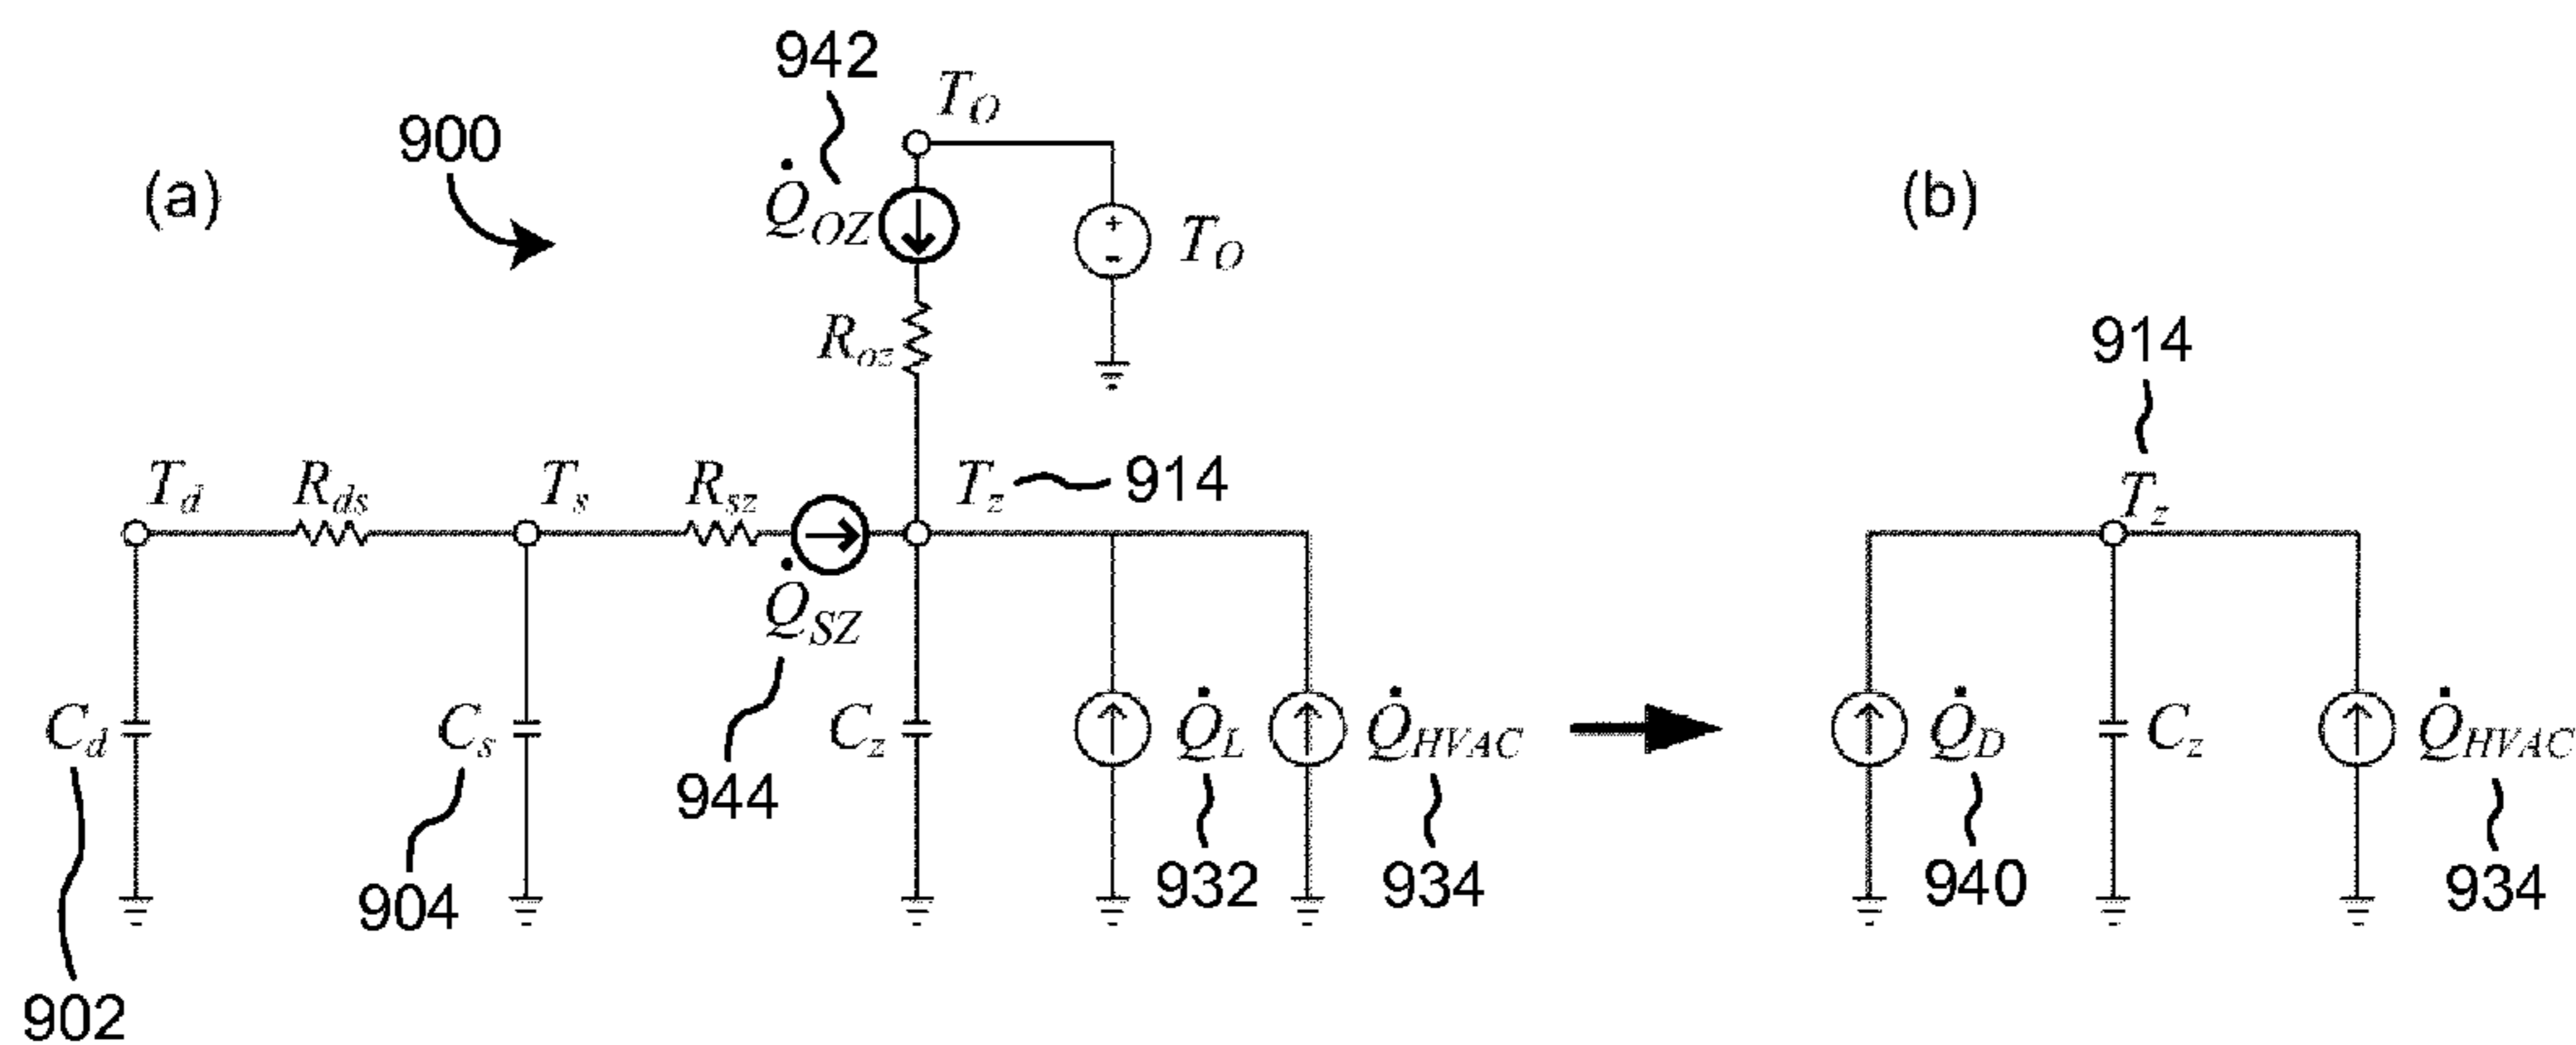 942
T_O
900
(a)
(b)
Q̇_OZ
T_O
+
-
R_oz
914
T_d
R_ds
T_s
R_sz
T_z
914
T_z
Q̇_SZ
C_d
C_s
C_z
Q̇_L
Q̇_HVAC
Q̇_D
C_z
Q̇_HVAC
944
904
932
934
940
934
902